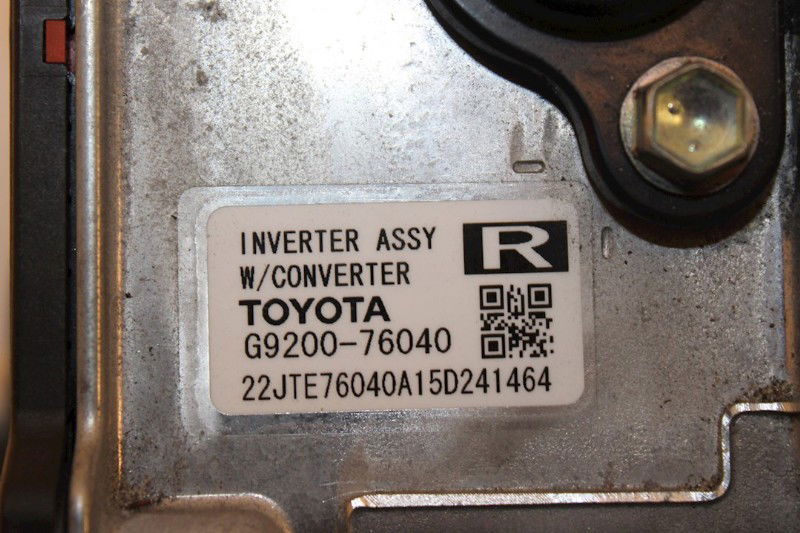 INVERTER ASSY
R
W/CONVERTER
TOYOTA
G9200-76040
22JTE76040A15D241464